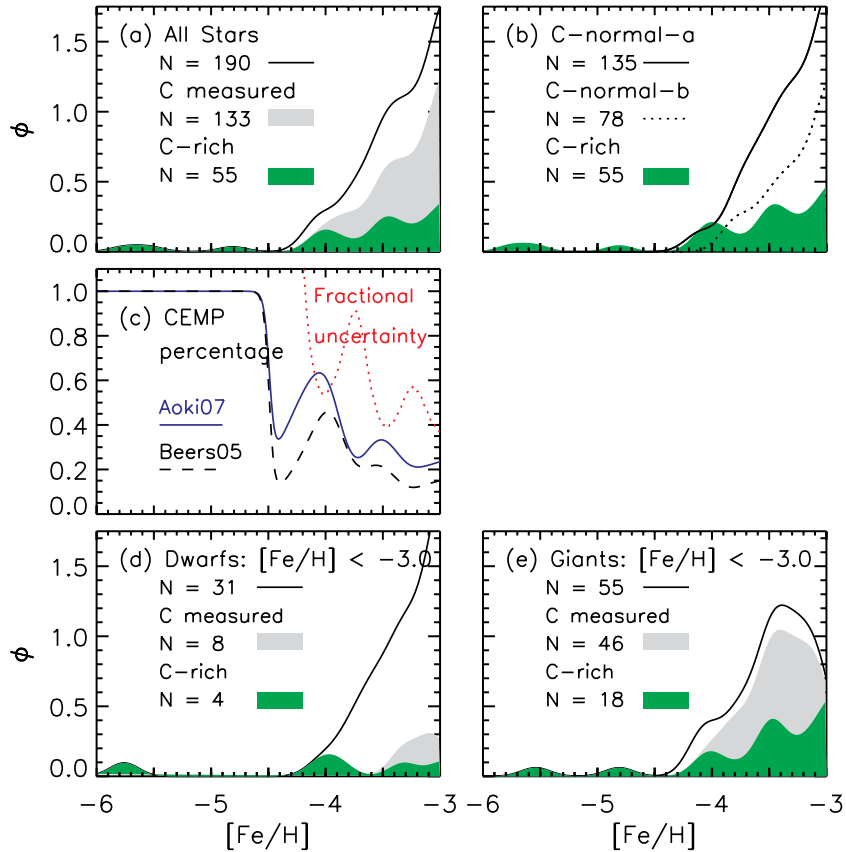 (a) All Stars
N = 190
C measured
N = 133
C-rich
N = 55
1.5
1.0
0.5
0.0
ϕ
(b) C-normal-a
N = 135
C-normal-b
N = 78
C-rich
N = 55
(c) CEMP
percentage
Fractional
uncertainty
Aoki07
Beers05
1.0
0.8
0.6
0.4
0.2
0.0
(d) Dwarfs: [Fe/H] < −3.0
N = 31
C measured
N = 8
C-rich
N = 4
1.5
1.0
0.5
0.0
ϕ
−6 −5 −4 −3
[Fe/H]
(e) Giants: [Fe/H] < −3.0
N = 55
C measured
N = 46
C-rich
N = 18
−6 −5 −4 −3
[Fe/H]